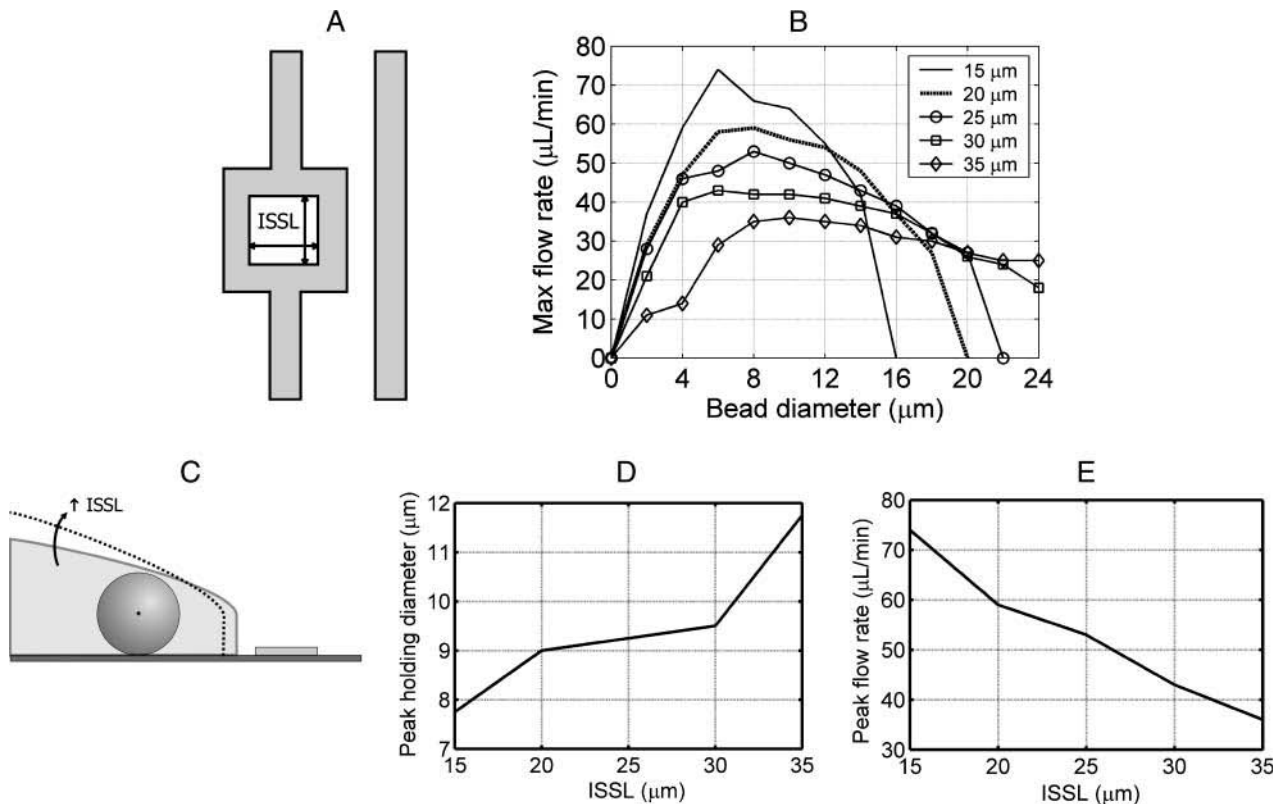 A
ISSL
B
Max flow rate (μL/min)
80
70
60
50
40
30
20
10
0
0 4 8 12 16 20 24
Bead diameter (μm)
15 μm
20 μm
25 μm
30 μm
35 μm
C
↑ ISSL
D
Peak holding diameter (μm)
12
11
10
9
8
7
15 20 25 30 35
ISSL (μm)
E
Peak flow rate (μL/min)
80
70
60
50
40
30
15 20 25 30 35
ISSL (μm)